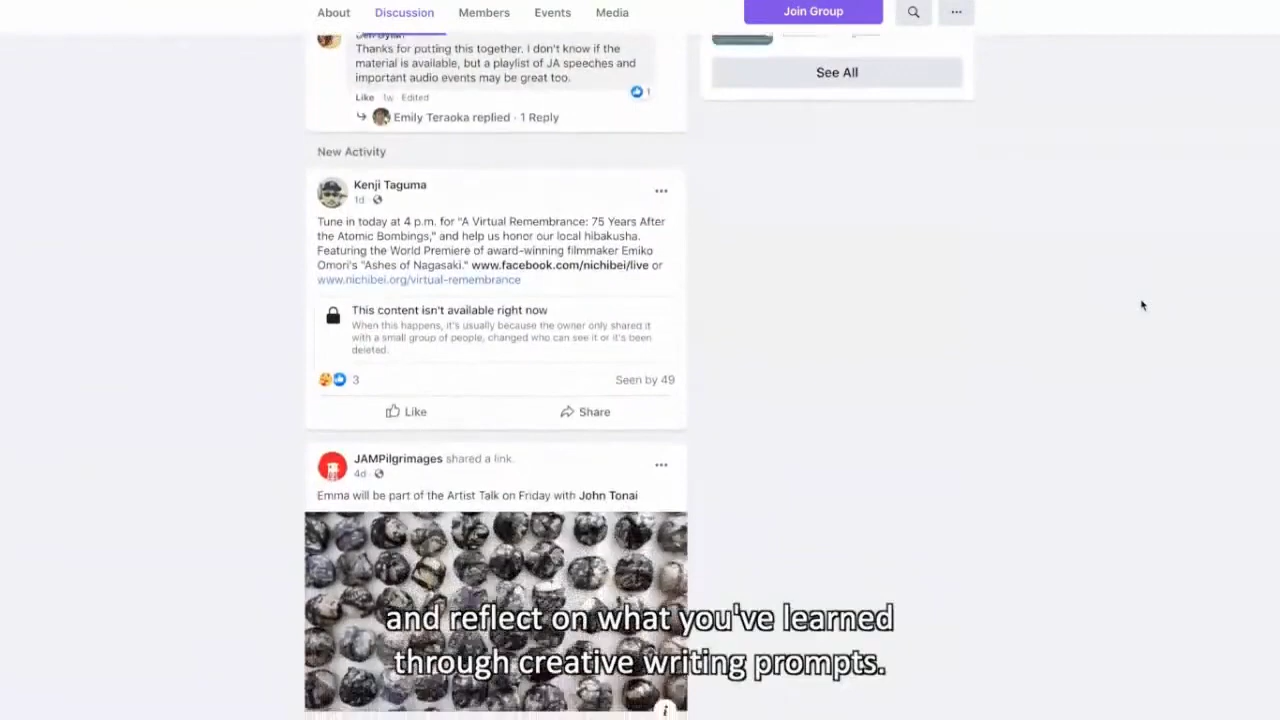 About Discussion Members Events Media Join Group
Thanks for putting this together. I don't know if the
material is available, but a playlist of JA speeches and
important audio events may be great too.
Like 1w Edited
1
Emily Teraoka replied · 1 Reply
See All
New Activity
Kenji Taguma
1d
Tune in today at 4 p.m. for "A Virtual Remembrance: 75 Years After
the Atomic Bombings," and help us honor our local hibakusha.
Featuring the World Premiere of award-winning filmmaker Emiko
Omori's "Ashes of Nagasaki." www.facebook.com/nichibei/live or
www.nichibei.org/virtual-remembrance
This content isn't available right now
When this happens, it's usually because the owner only shared it
with a small group of people, changed who can see it or it's been
deleted.
3 Seen by 49
Like Share
JAMPilgrimages shared a link.
4d
Emma will be part of the Artist Talk on Friday with John Tonai
and reflect on what you've learned
through creative writing prompts.